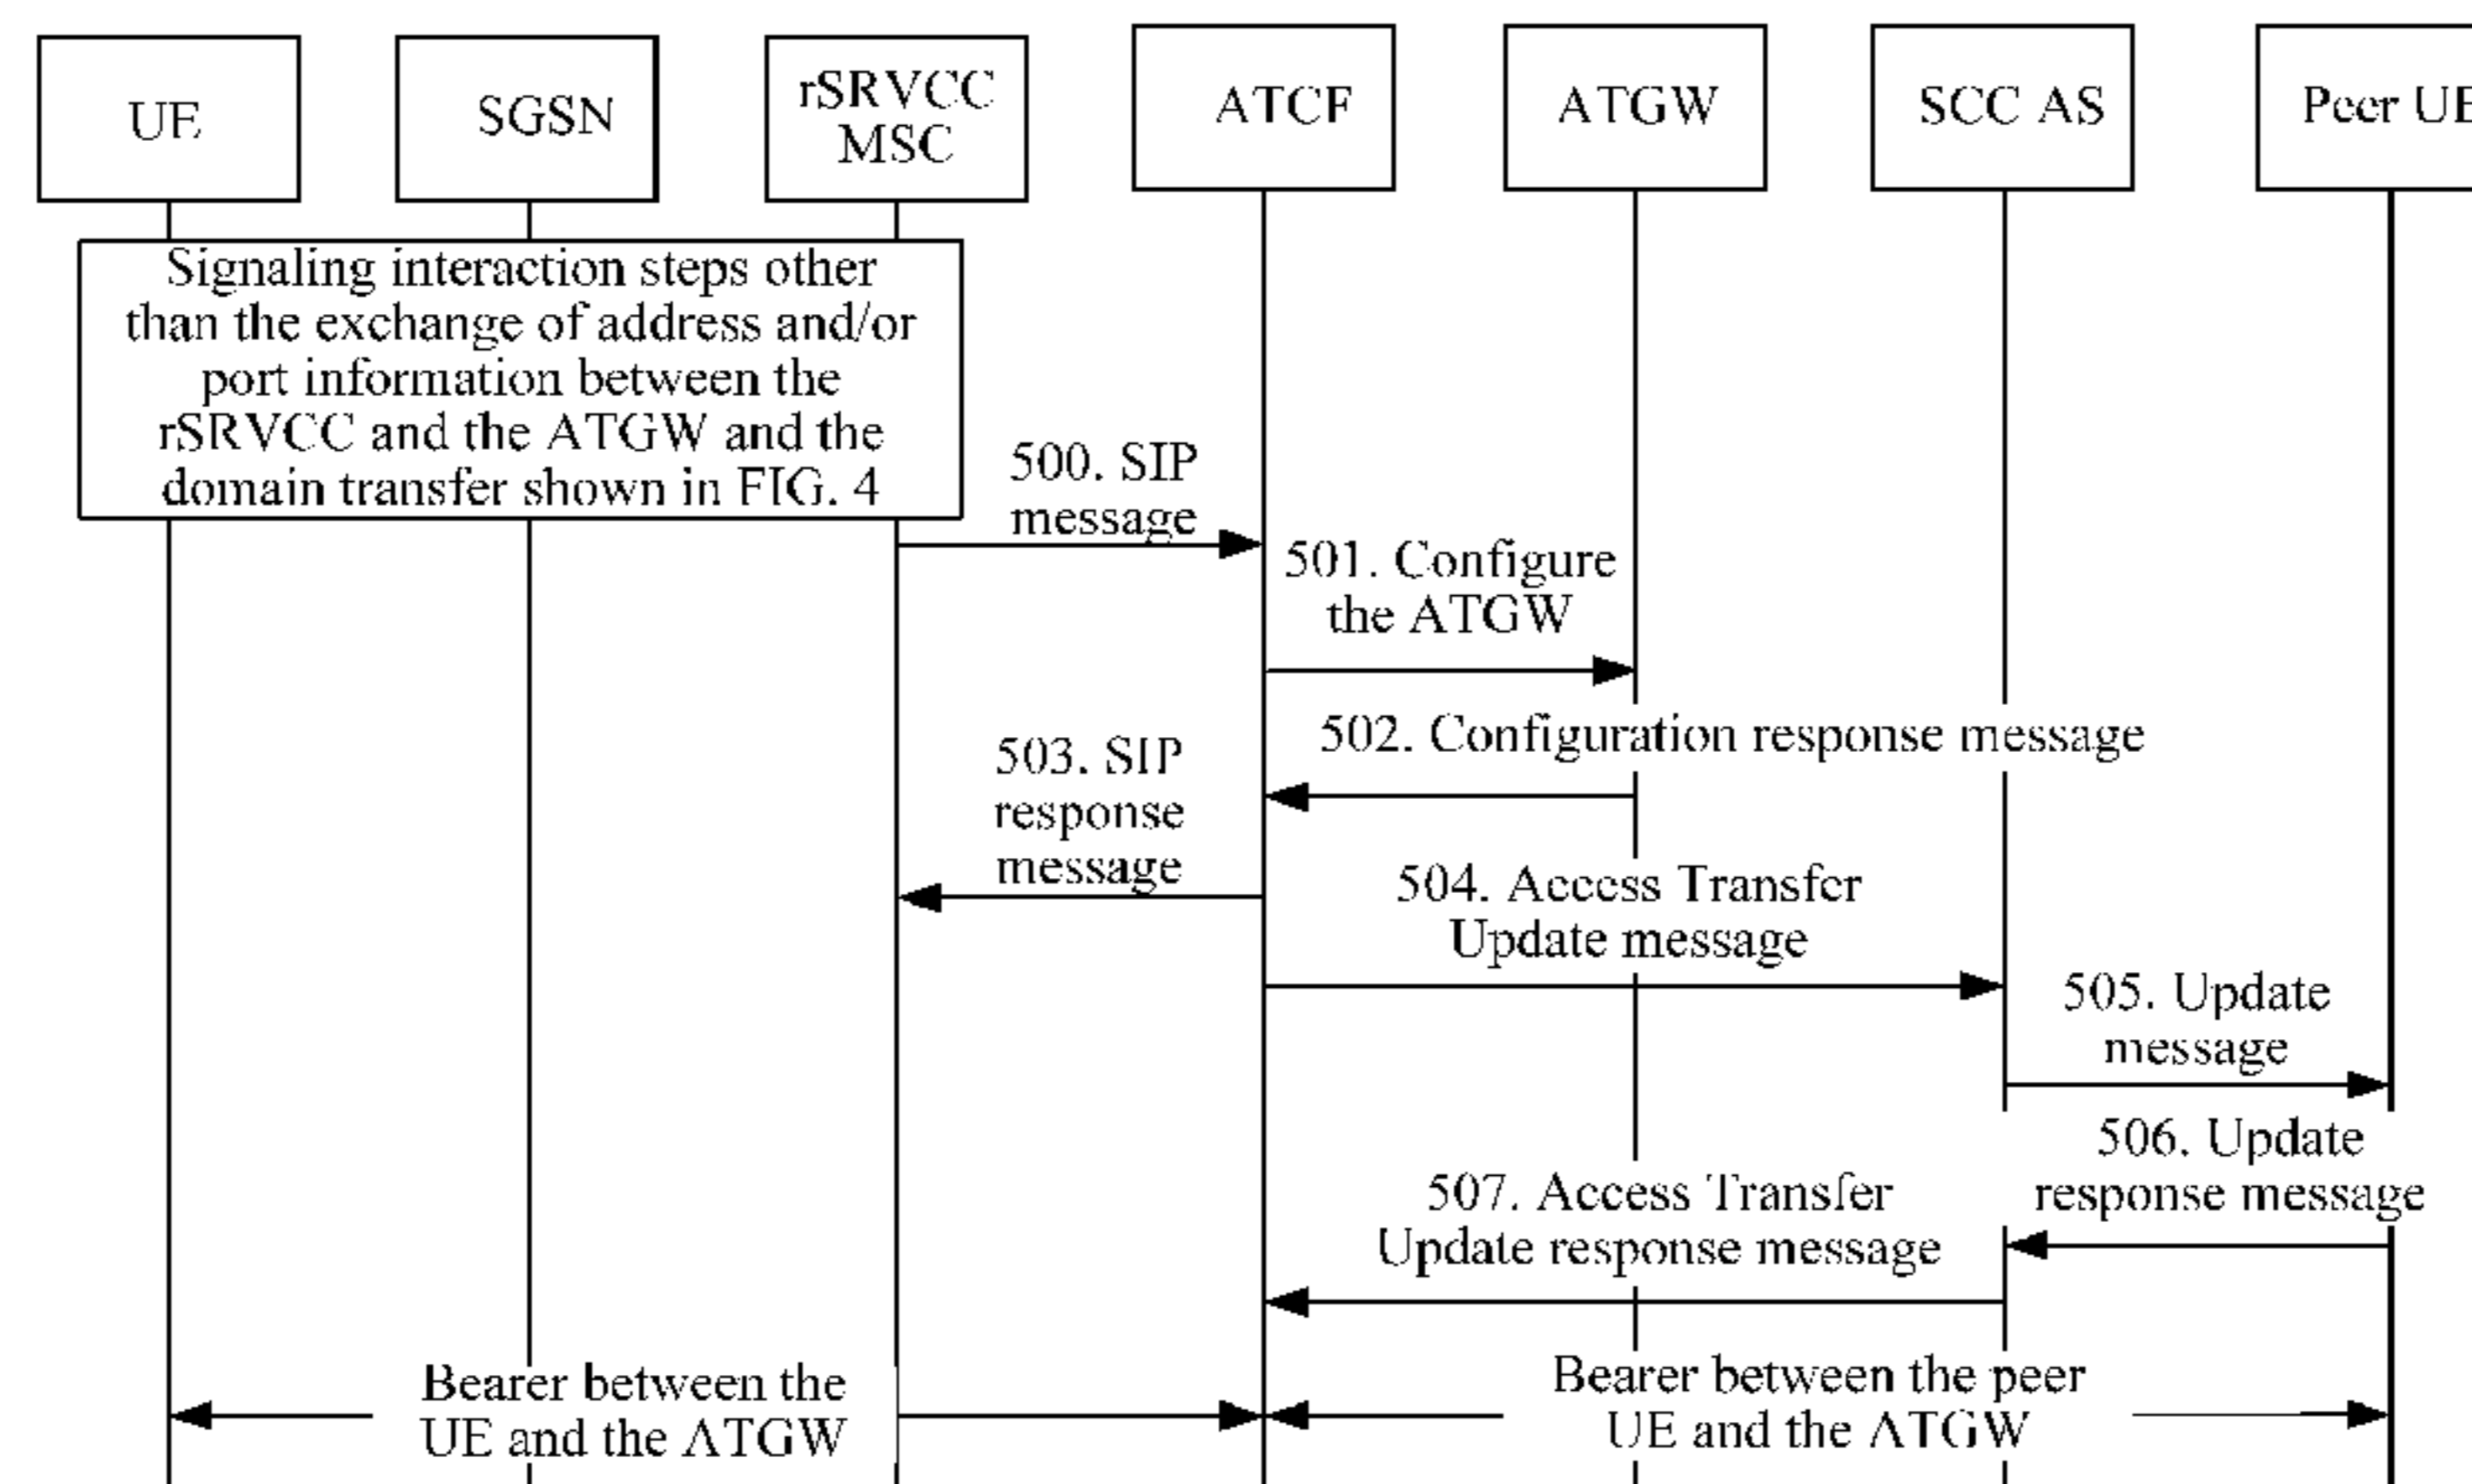 UE
SGSN
rSRVCC
MSC
ATCF
ATGW
SCC AS
Peer UE
Signaling interaction steps other
than the exchange of address and/or
port information between the
rSRVCC and the ATGW and the
domain transfer shown in FIG. 4
500. SIP
message
501. Configure
the ATGW
502. Configuration response message
503. SIP
response
message
504. Access Transfer
Update message
505. Update
message
506. Update
response message
507. Access Transfer
Update response message
Bearer between the
UE and the ATGW
Bearer between the peer
UE and the ATGW